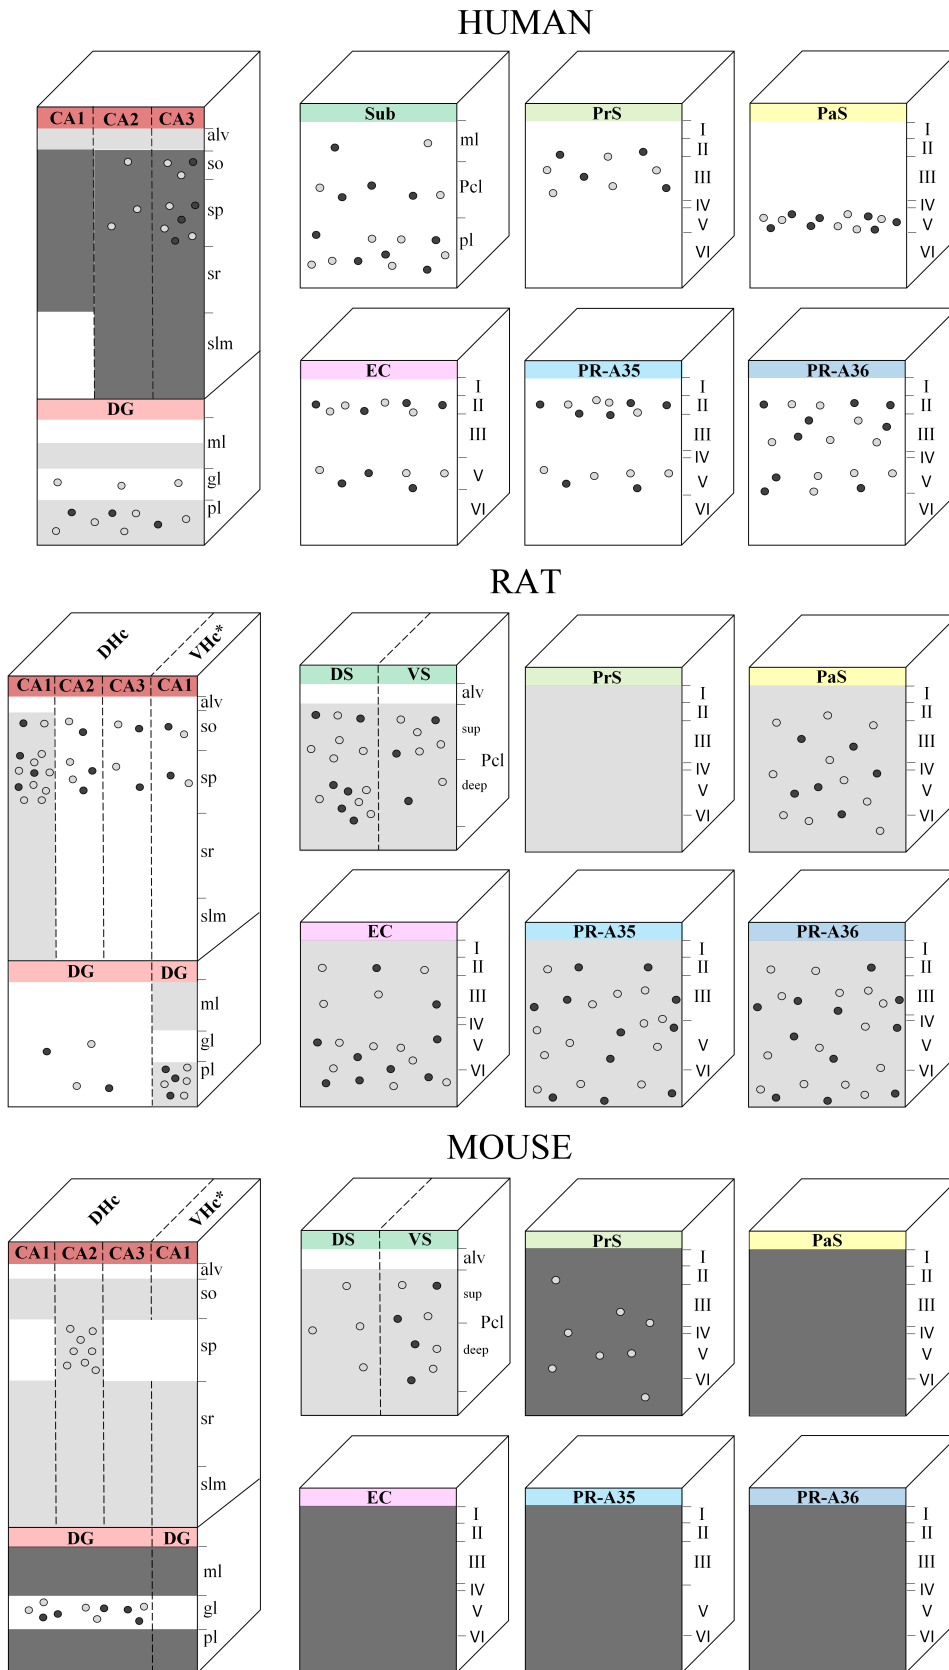 HUMAN
CA1 CA2 CA3
alv
so
sp
sr
slm
DG
ml
gl
pl
Sub
ml
Pcl
pl
PrS
I
II
III
IV
V
VI
PaS
I
II
III
IV
V
VI
EC
I
II
III
V
VI
PR-A35
I
II
III
IV
V
VI
PR-A36
I
II
III
IV
V
VI
RAT
DHc VHc*
CA1 CA2 CA3 CA1
alv
so
sp
sr
slm
DG DG
ml
gl
pl
DS VS
alv
sup
Pcl
deep
PrS
I
II
III
IV
V
VI
PaS
I
II
III
IV
V
VI
EC
I
II
III
IV
V
VI
PR-A35
I
II
III
V
VI
PR-A36
I
II
III
IV
V
VI
MOUSE
DHc VHc*
CA1 CA2 CA3 CA1
alv
so
sp
sr
slm
DG DG
ml
gl
pl
DS VS
alv
sup
Pcl
deep
PrS
I
II
III
IV
V
VI
PaS
I
II
III
IV
V
VI
EC
I
II
III
IV
V
VI
PR-A35
I
II
III
V
VI
PR-A36
I
II
III
IV
V
VI